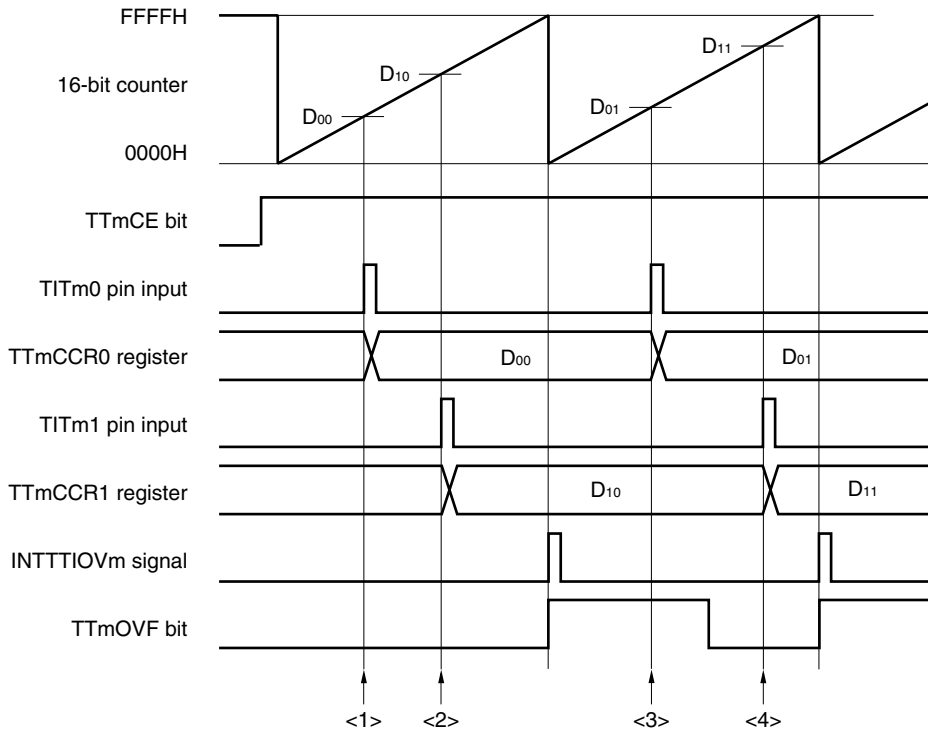 FFFFH
D11
D10
16-bit counter
D01
D00
0000H
TTmCE bit
TITm0 pin input
TTmCCR0 register
D00
D01
TITm1 pin input
TTmCCR1 register
D10
D11
INTTTIOVm signal
TTmOVF bit
<1> <2> <3> <4>